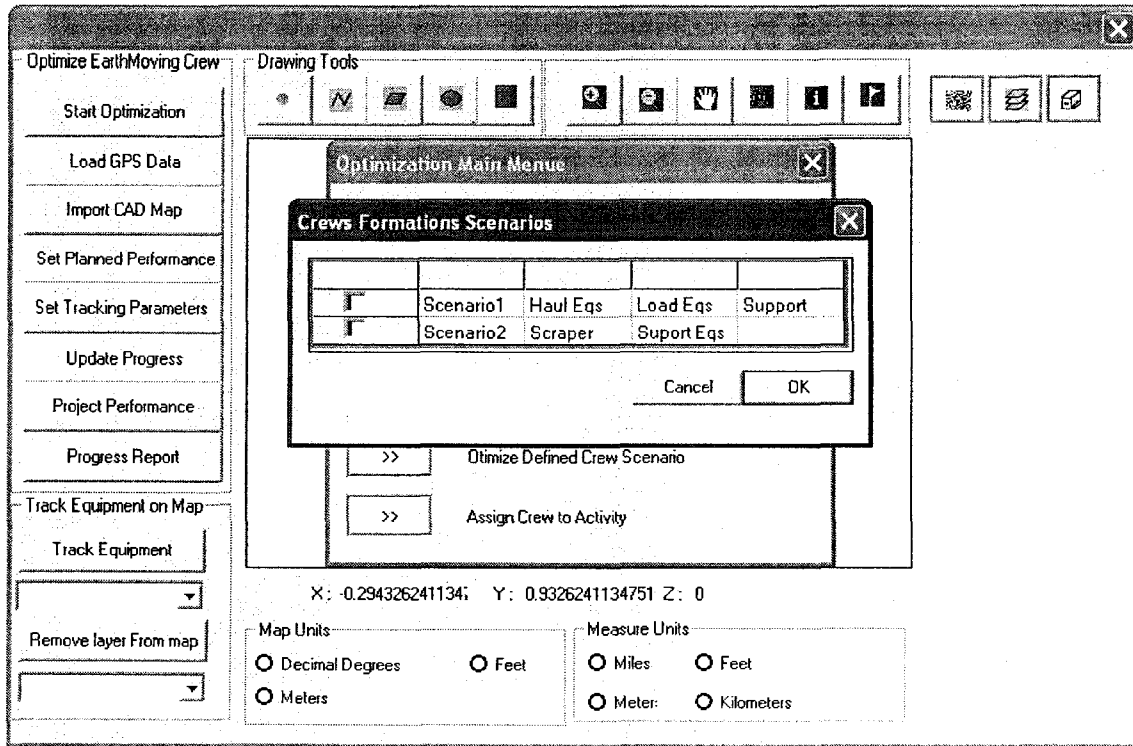 Optimize EarthMoving Crew
Start Optimization
Load GPS Data
Import CAD Map
Set Planned Performance
Set Tracking Parameters
Update Progress
Project Performance
Progress Report
Track Equipment on Map
Track Equipment
Remove layer From map
Drawing Tools
Optimization Main Menue
Crews Formations Scenarios
Scenario1 Haul Eqs Load Eqs Support
Scenario2 Scraper Suport Eqs
Cancel OK
>> Otimize Defined Crew Scenario
>> Assign Crew to Activity
X: -0.2943262411347 Y: 0.9326241134751 Z: 0
Map Units
Decimal Degrees Feet
Meters
Measure Units
Miles Feet
Meter: Kilometers